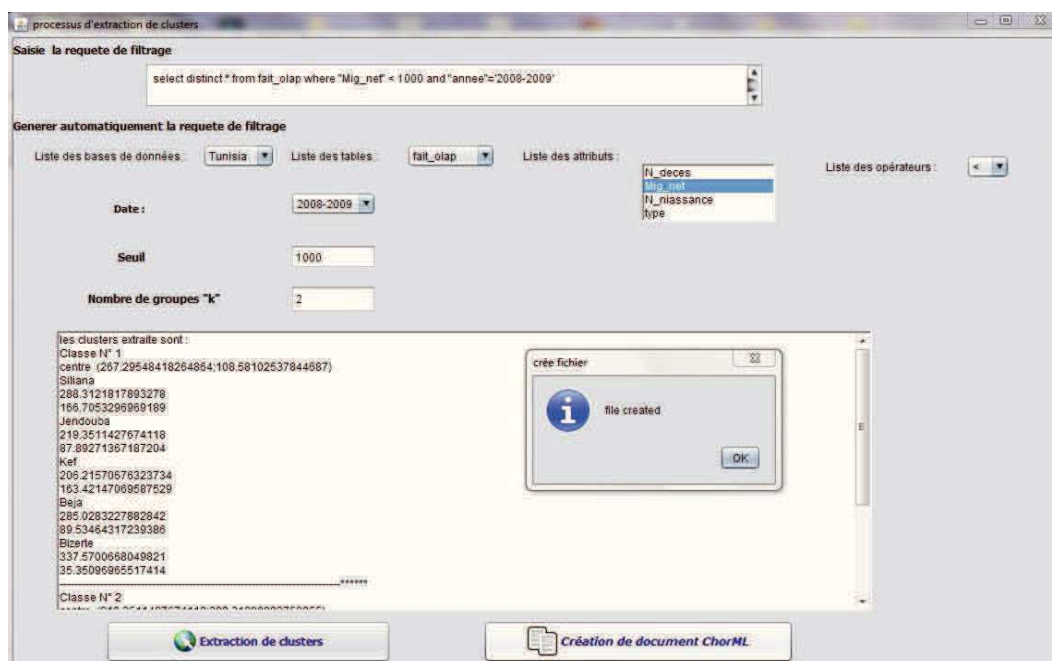 processus d'extraction de clusters
Saisie la requete de filtrage
select distinct * from fait_olap where "Mig_net" < 1000 and "annee"='2008-2009'
Generer automatiquement la requete de filtrage
Liste des bases de données : Tunisia Liste des tables : fait_olap Liste des attributs : Liste des opérateurs : <
N_deces
Mig_net
N_niassance
type
Date : 2008-2009
Seuil 1000
Nombre de groupes "k" 2
les clusters extraite sont :
Classe N° 1
centre (267.29548418264864;108.58102537844687)
Siliana
288.3121817893278
166.7053296969189
Jendouba
219.3511427674118
87.89271367187204
Kef
206.21570676323734
163.42147069587529
Beja
285.0283227882842
89.53464317239386
Bizerte
337.5700668049821
35.35096965517414
******
Classe N° 2
crée fichier
file created
OK
Extraction de clusters
Création de document ChorML